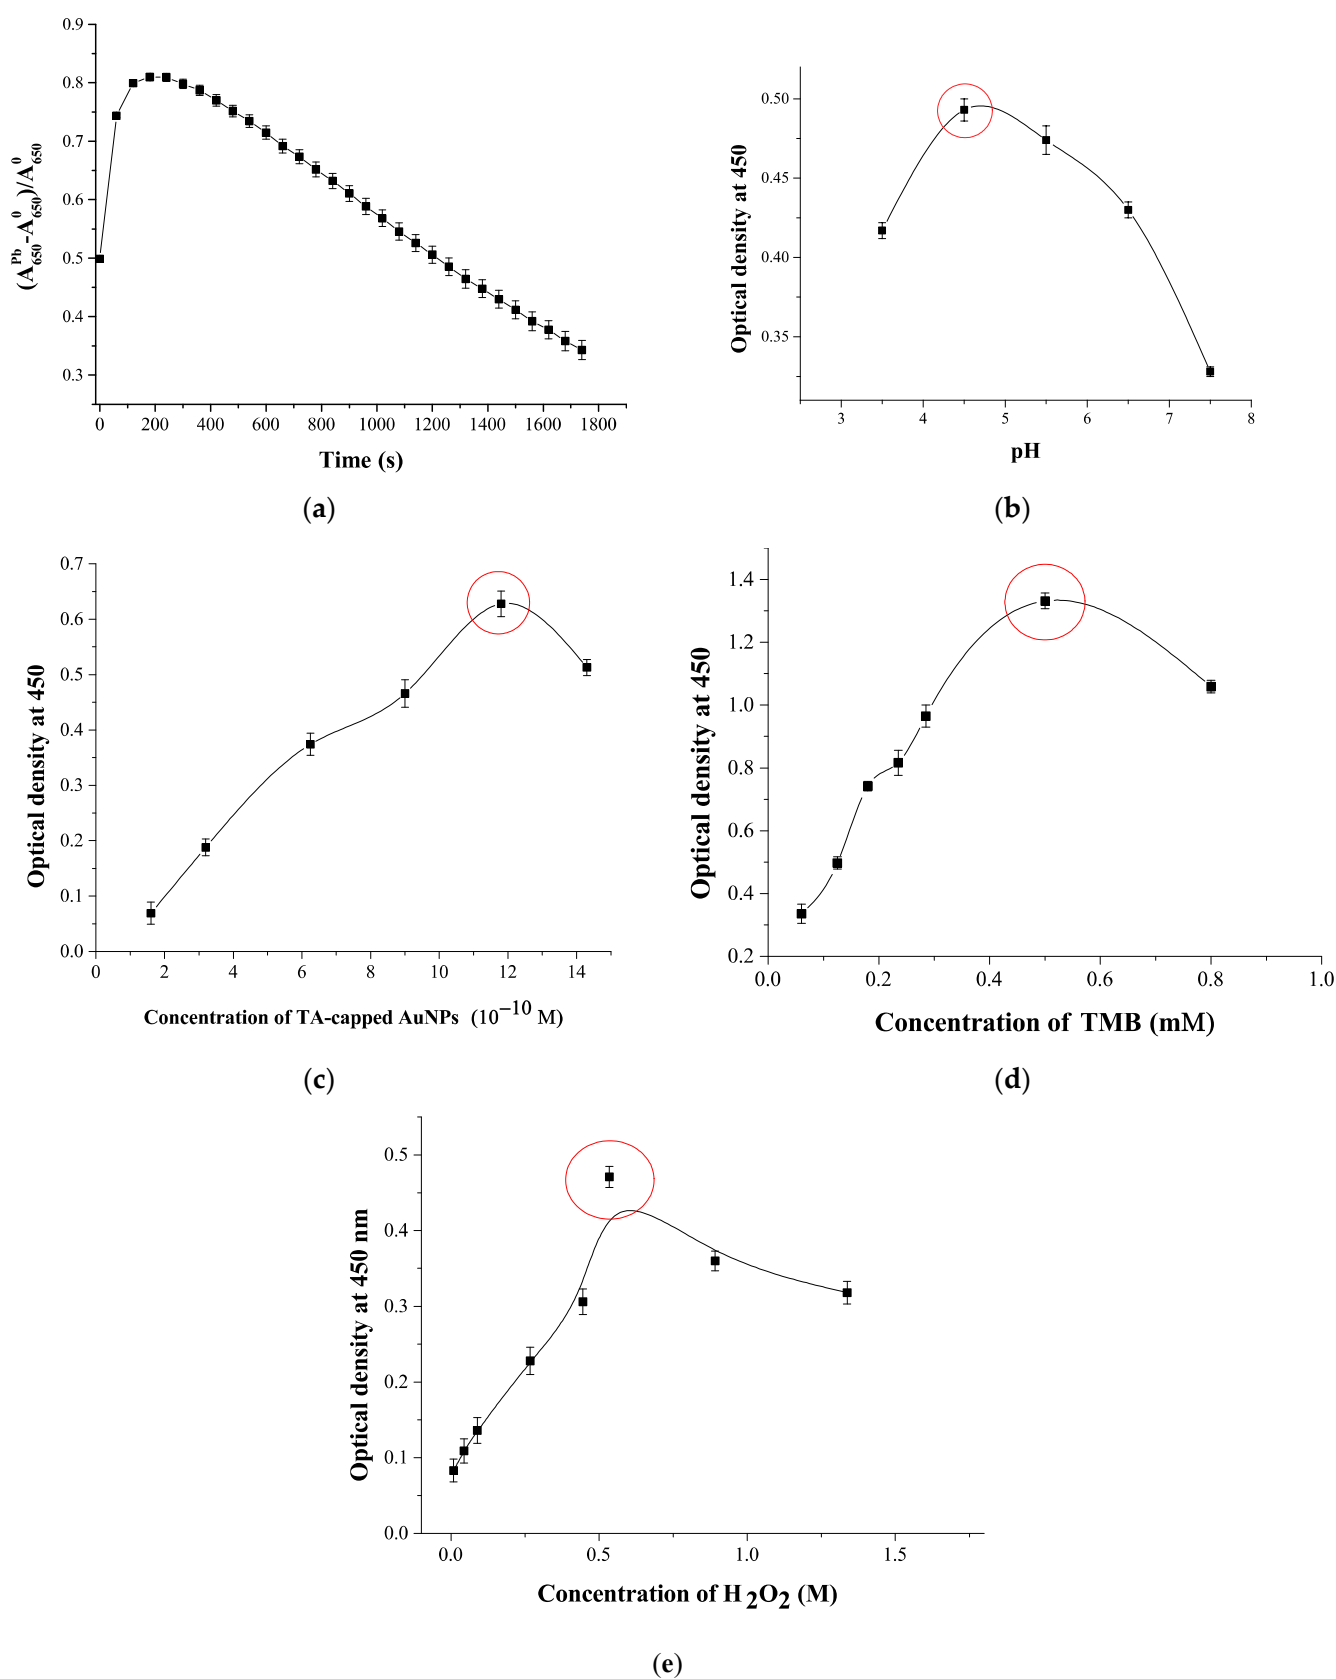 0.9
0.8
0.7
0.6
0.5
0.4
0.3
(A₆₅₀^Pb-A₆₅₀^0)/A₆₅₀^0
0 200 400 600 800 1000 1200 1400 1600 1800
Time (s)
(a)
0.50
0.45
0.40
0.35
Optical density at 450
3 4 5 6 7 8
pH
(b)
0.7
0.6
0.5
0.4
0.3
0.2
0.1
0.0
Optical density at 450
0 2 4 6 8 10 12 14
Concentration of TA-capped AuNPs (10⁻¹⁰ M)
(c)
1.4
1.2
1.0
0.8
0.6
0.4
0.2
Optical density at 450
0.0 0.2 0.4 0.6 0.8 1.0
Concentration of TMB (mM)
(d)
0.5
0.4
0.3
0.2
0.1
0.0
Optical density at 450 nm
0.0 0.5 1.0 1.5
Concentration of H₂O₂ (M)
(e)